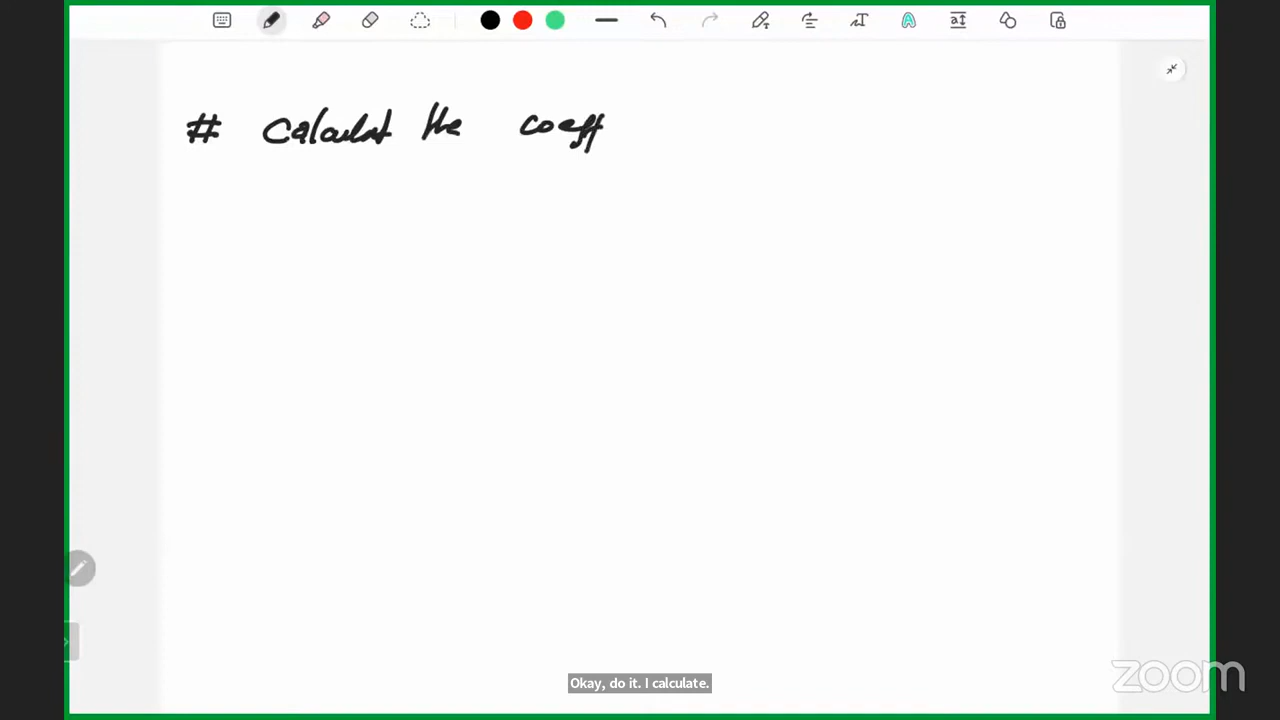 # Calculat the coeff
Okay, do it. I calculate.
zoom